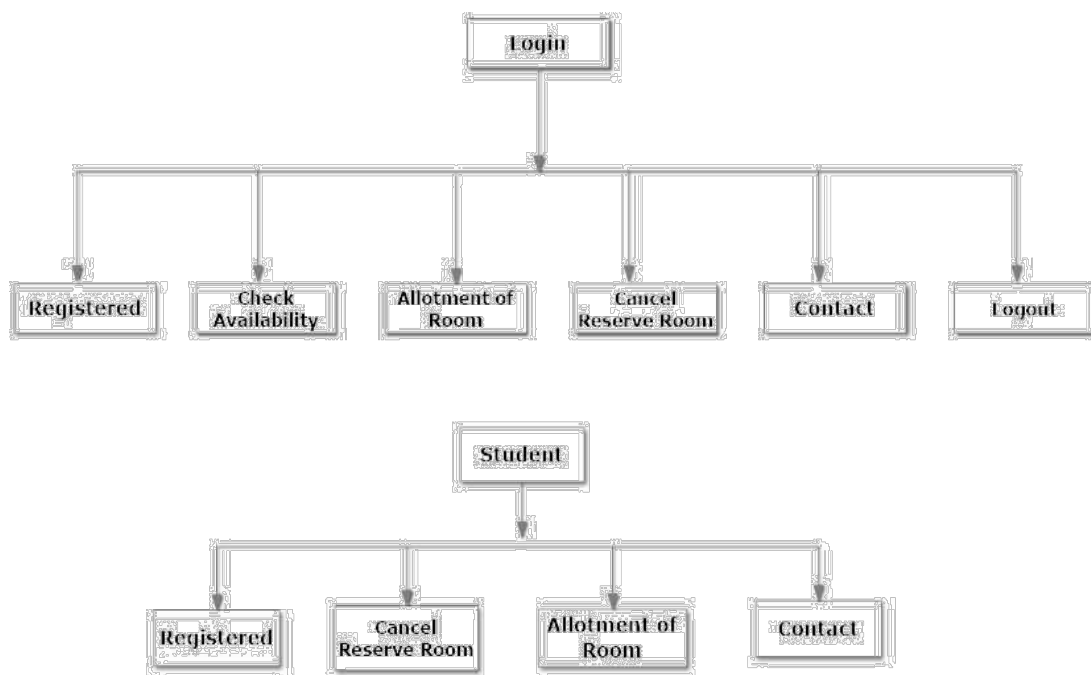 Login
Registered
Check
Availability
Allotment of
Room
Cancel
Reserve Room
Contact
Logout
Student
Registered
Cancel
Reserve Room
Allotment of
Room
Contact